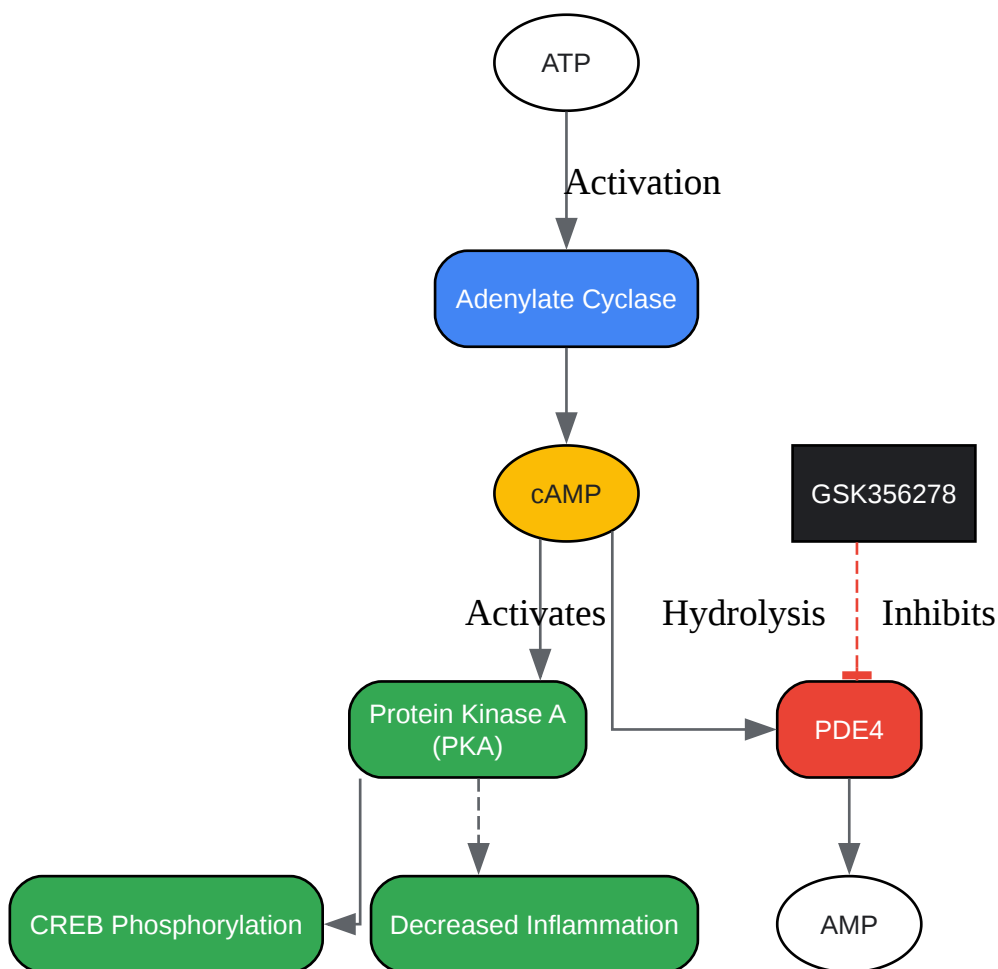 ATP
Activation
Adenylate Cyclase
cAMP
GSK356278
Activates
Hydrolysis
Inhibits
Protein Kinase A
(PKA)
PDE4
CREB Phosphorylation
Decreased Inflammation
AMP